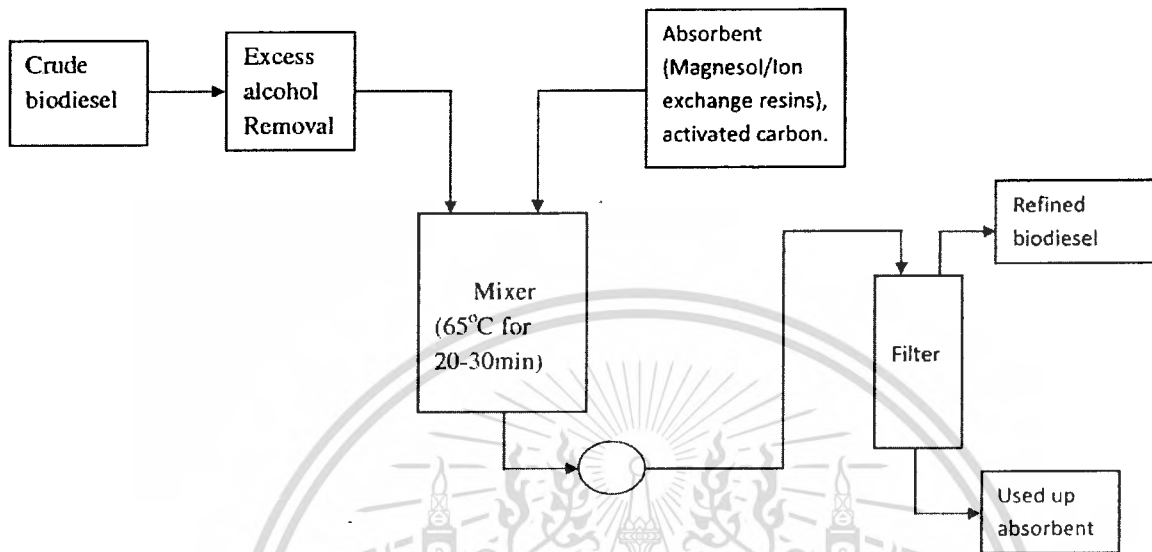 Crude
biodiesel
Excess
alcohol
Removal
Absorbent
(Magnesol/Ion
exchange resins),
activated carbon.
Mixer
(65°C for
20-30min)
Filter
Refined
biodiesel
Used up
absorbent